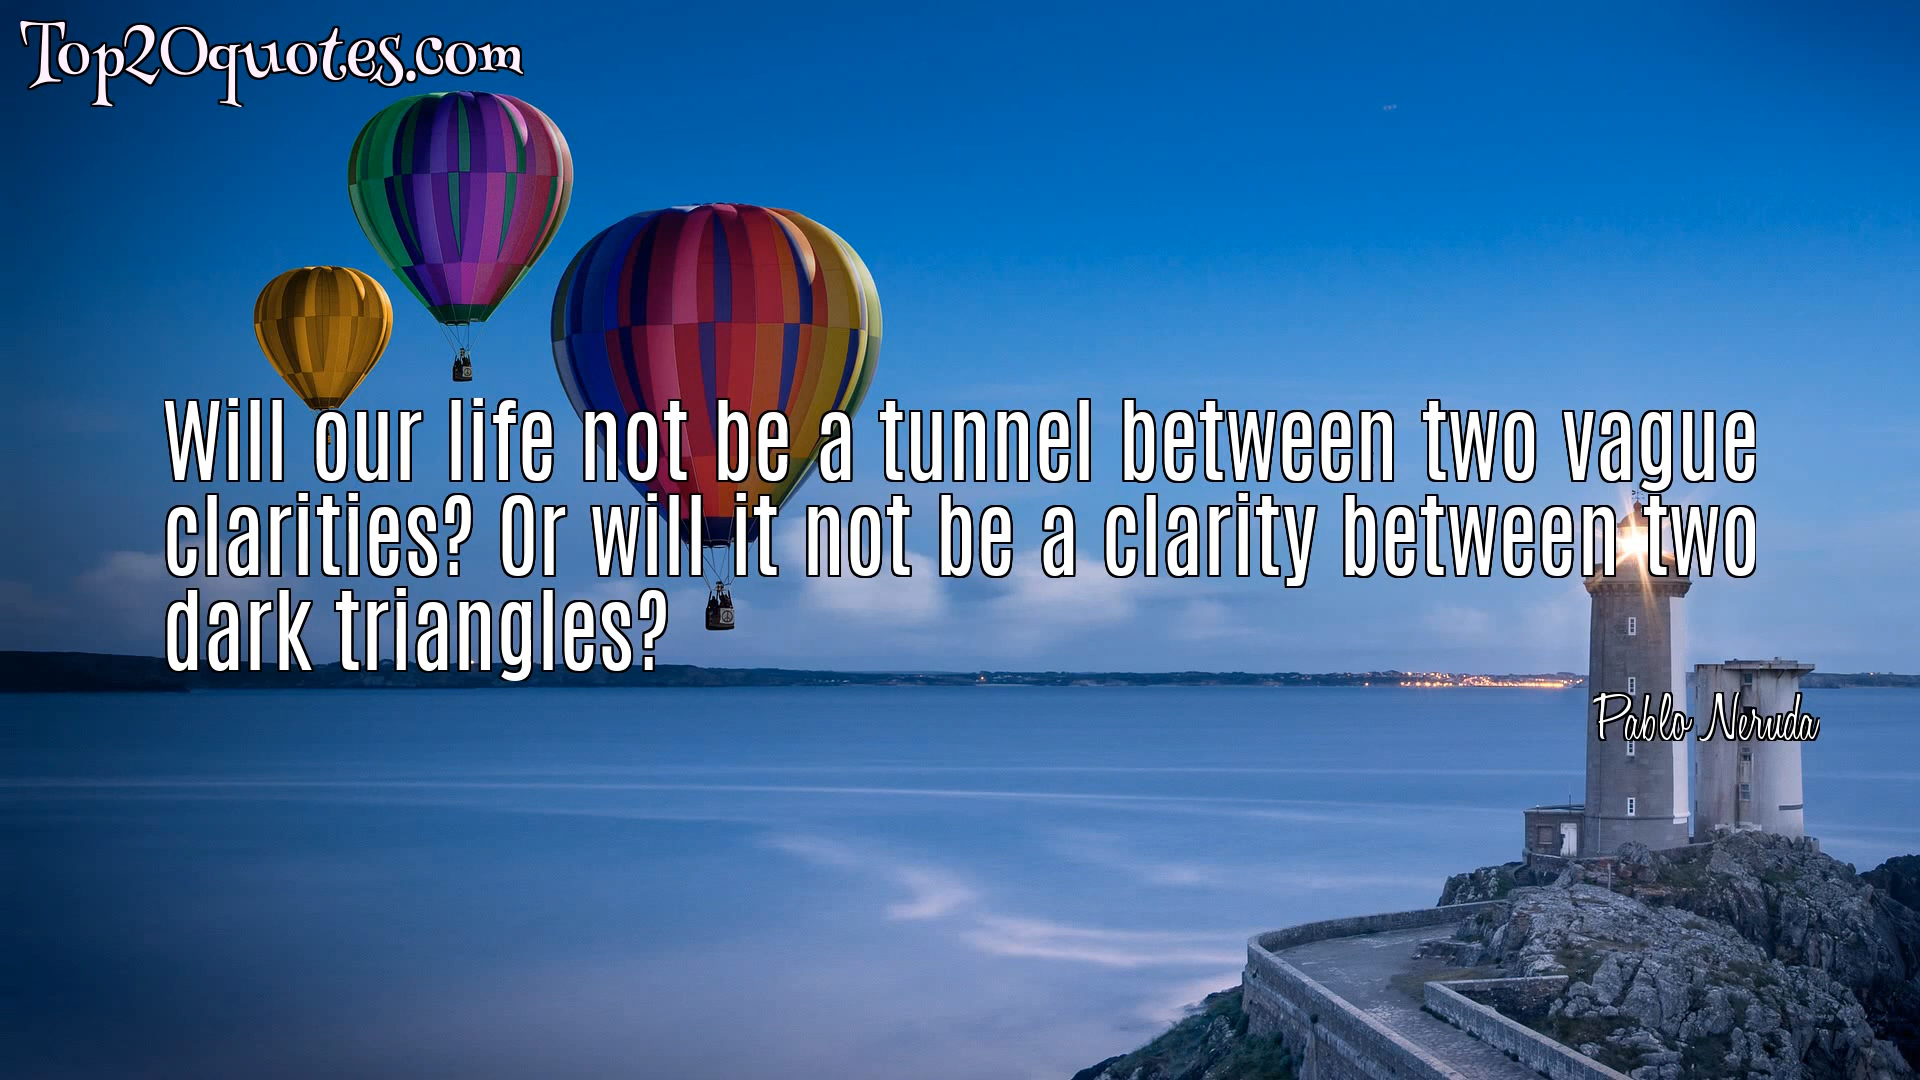 Top20quotes.com
Will our life not be a tunnel between two vague
clarities? Or will it not be a clarity between two
dark triangles?
Pablo Neruda